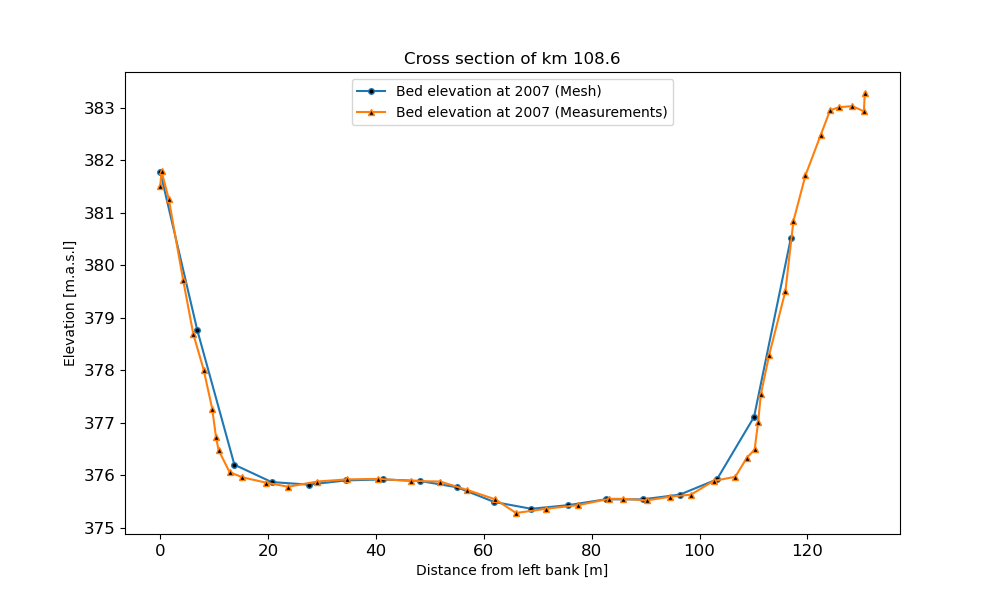 Cross section of km 108.6
Bed elevation at 2007 (Mesh)
Bed elevation at 2007 (Measurements)
383
382
381
380
379
378
377
376
375
Elevation [m.a.s.l]
0 20 40 60 80 100 120
Distance from left bank [m]